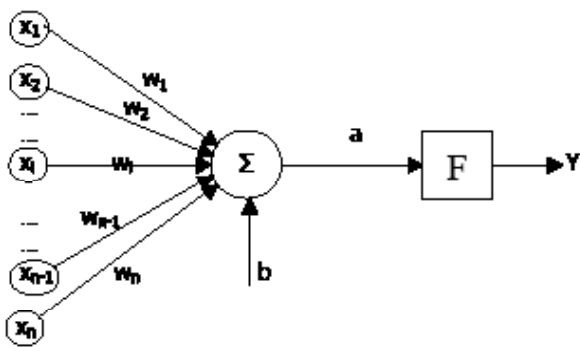 x₁
w₁
x₂
w₂
xᵢ
wᵢ
Σ
a
F
Y
wₙ₋₁
xₙ₋₁
wₙ
b
xₙ